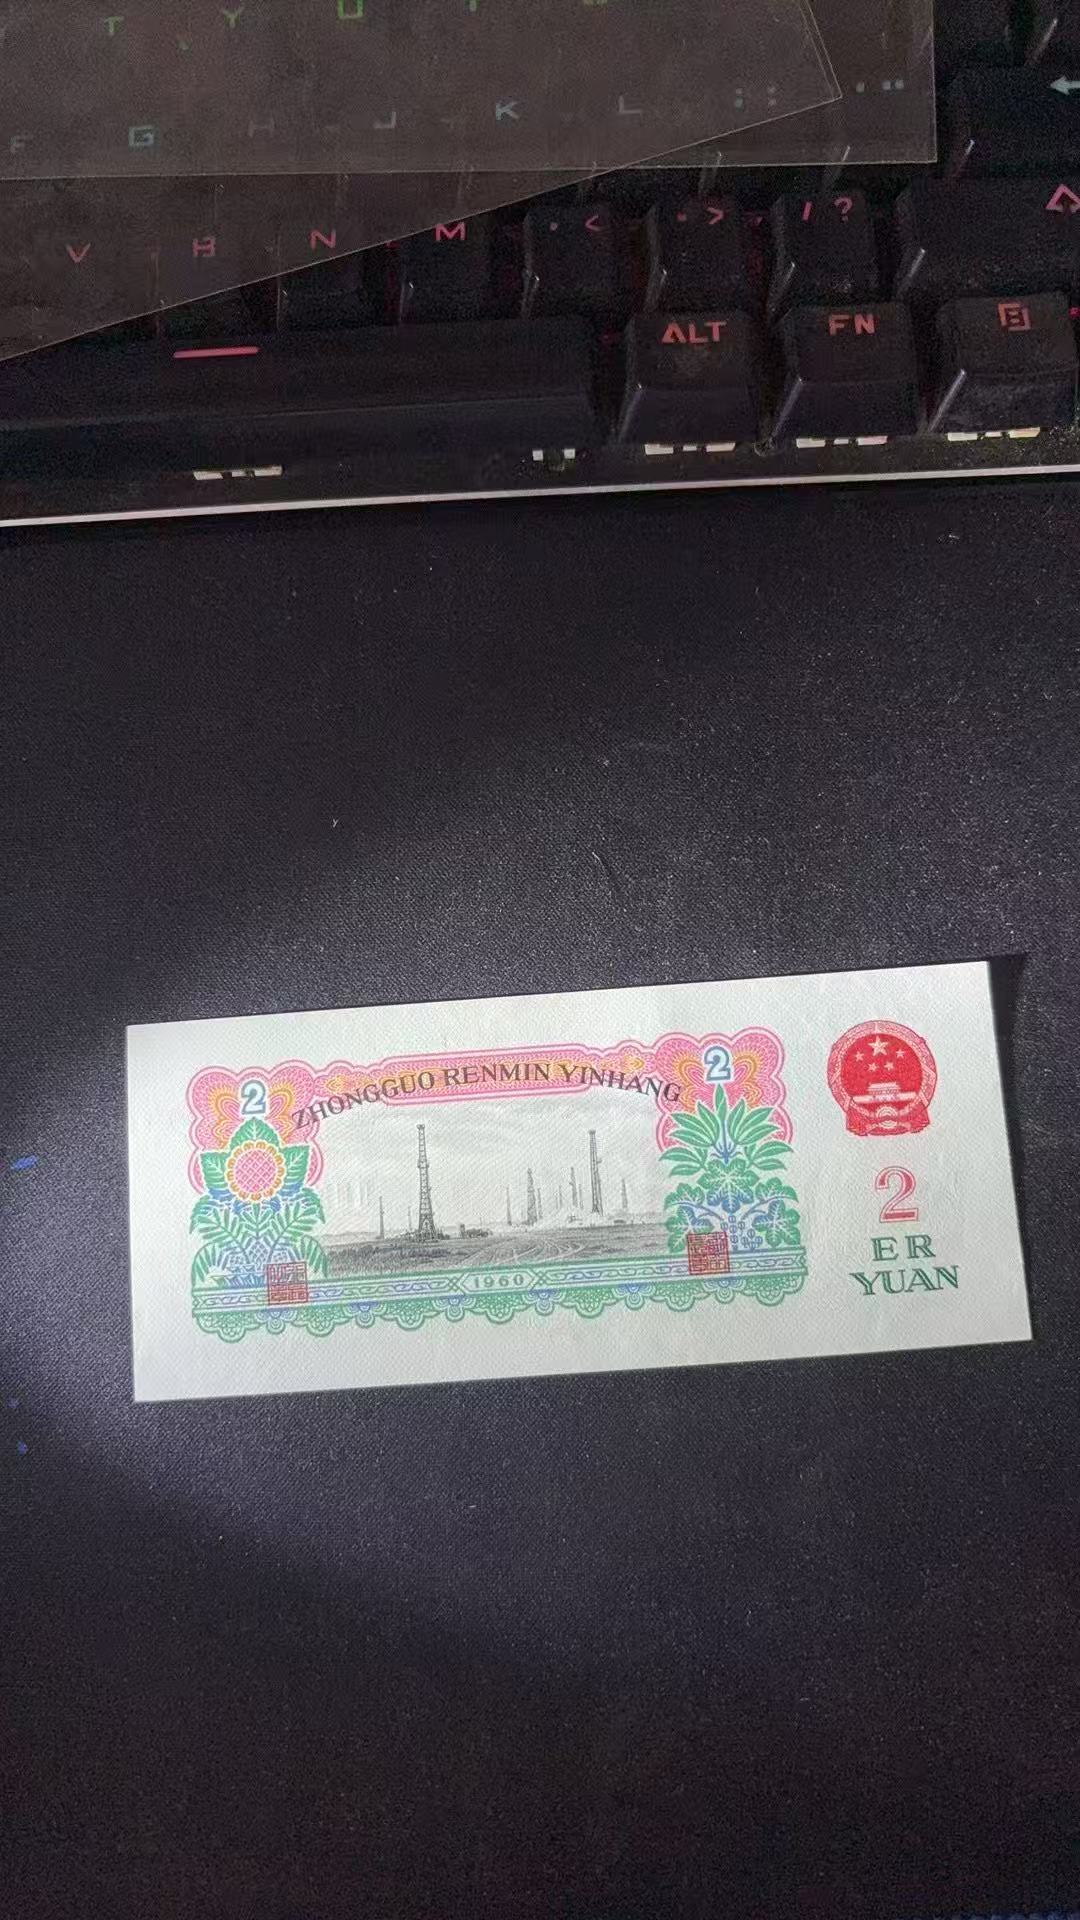 T Y U
F G H J K L : ; " '
V B N M , < . > / ?
ALT FN
2 ZHONGGUO RENMIN YINHANG 2
1960
2
ER
YUAN